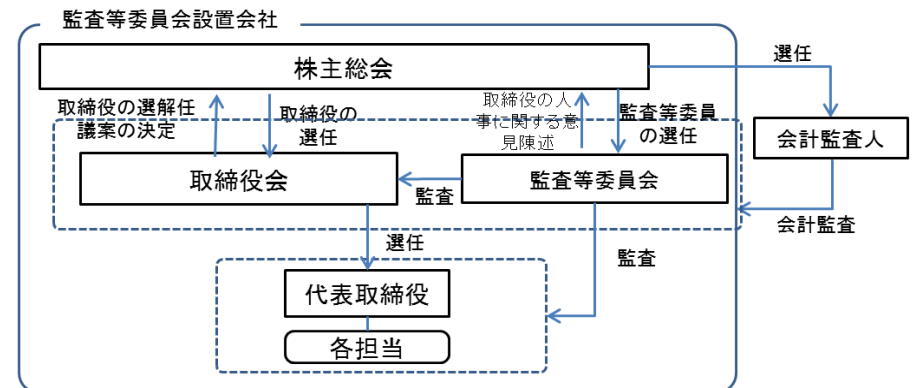 監査等委員会設置会社
株主総会
選任
取締役の選解任
議案の決定
取締役の
選任
取締役の人
事に関する意
見陳述
監査等委員
の選任
会計監査人
取締役会
監査
監査等委員会
会計監査
選任
監査
代表取締役
各担当